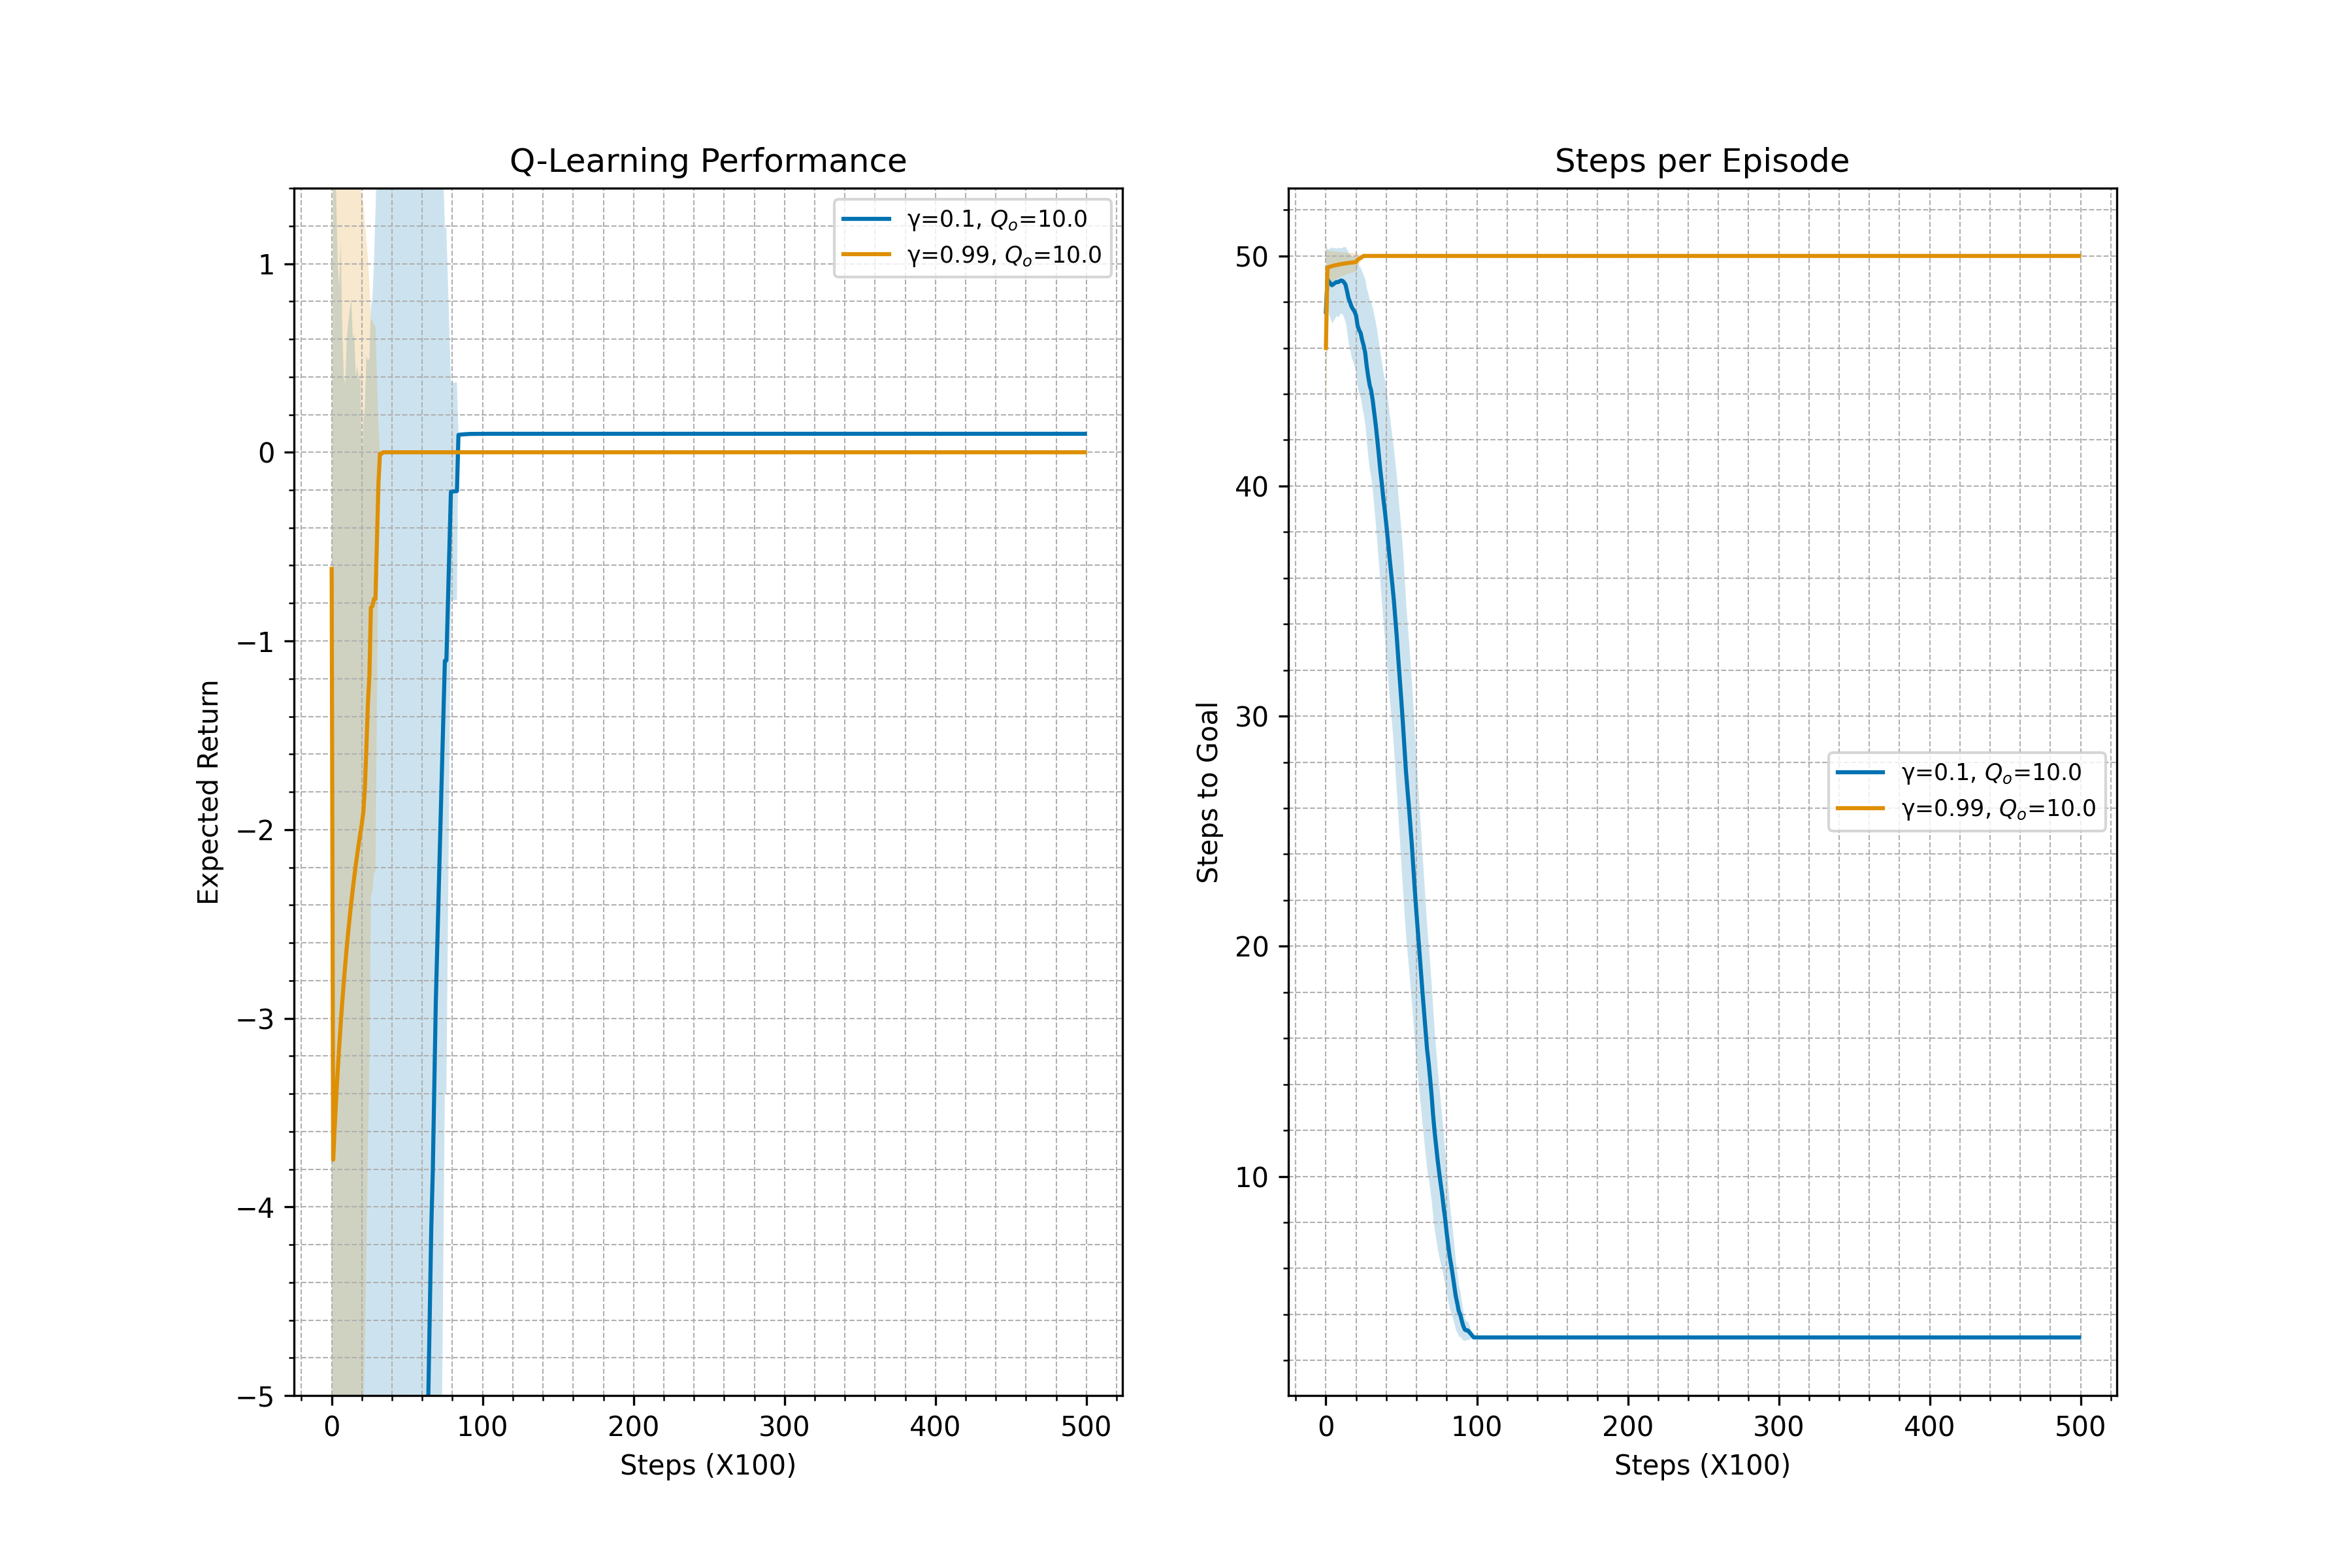 Q-Learning Performance
γ=0.1, Qₒ=10.0
γ=0.99, Qₒ=10.0
1
0
−1
−2
−3
−4
−5
Expected Return
0 100 200 300 400 500
Steps (X100)
Steps per Episode
50
40
30
20
10
Steps to Goal
γ=0.1, Qₒ=10.0
γ=0.99, Qₒ=10.0
0 100 200 300 400 500
Steps (X100)